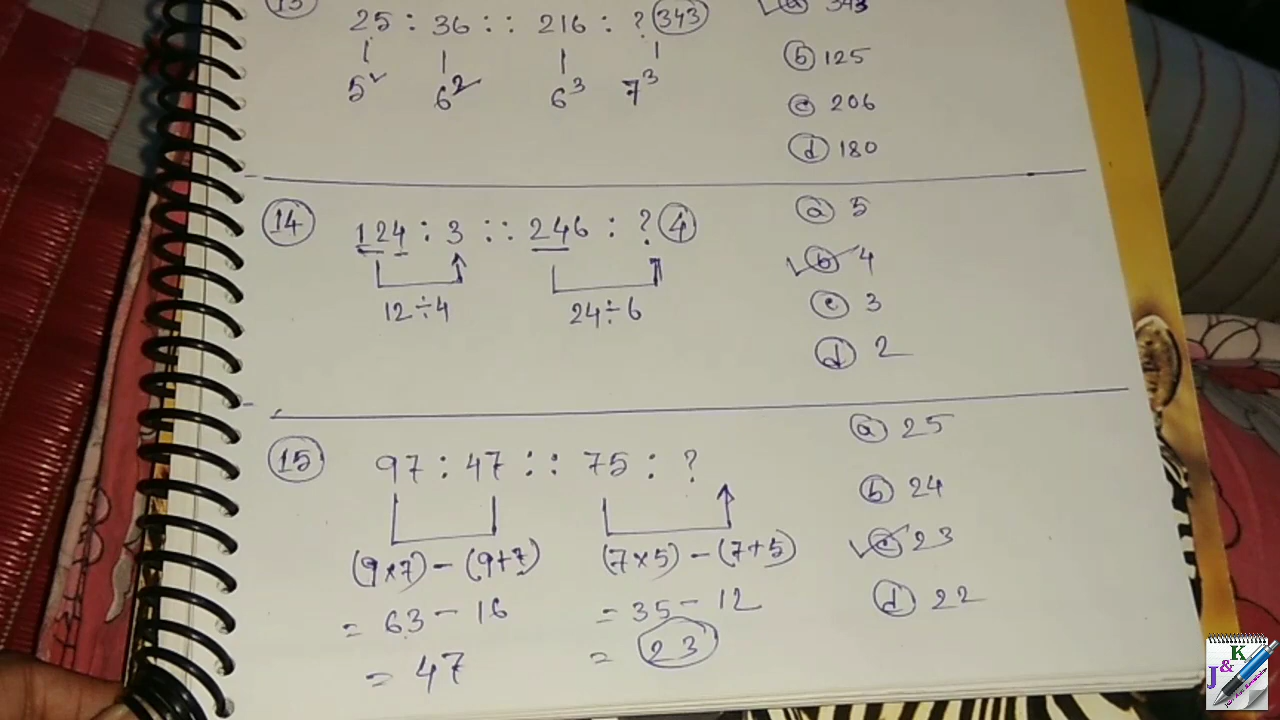 13
25 : 36 :: 216 : ? 343
5² 6² 6³ 7³
a 343
b 125
c 206
d 180
14
124 : 3 :: 246 : ? 4
12÷4 24÷6
a 5
b 4
c 3
d 2
15
97 : 47 :: 75 : ?
(9×7) – (9+7) (7×5) – (7+5)
= 63 – 16 = 35 – 12
= 47 = 23
a 25
b 24
c 23
d 22
J&K